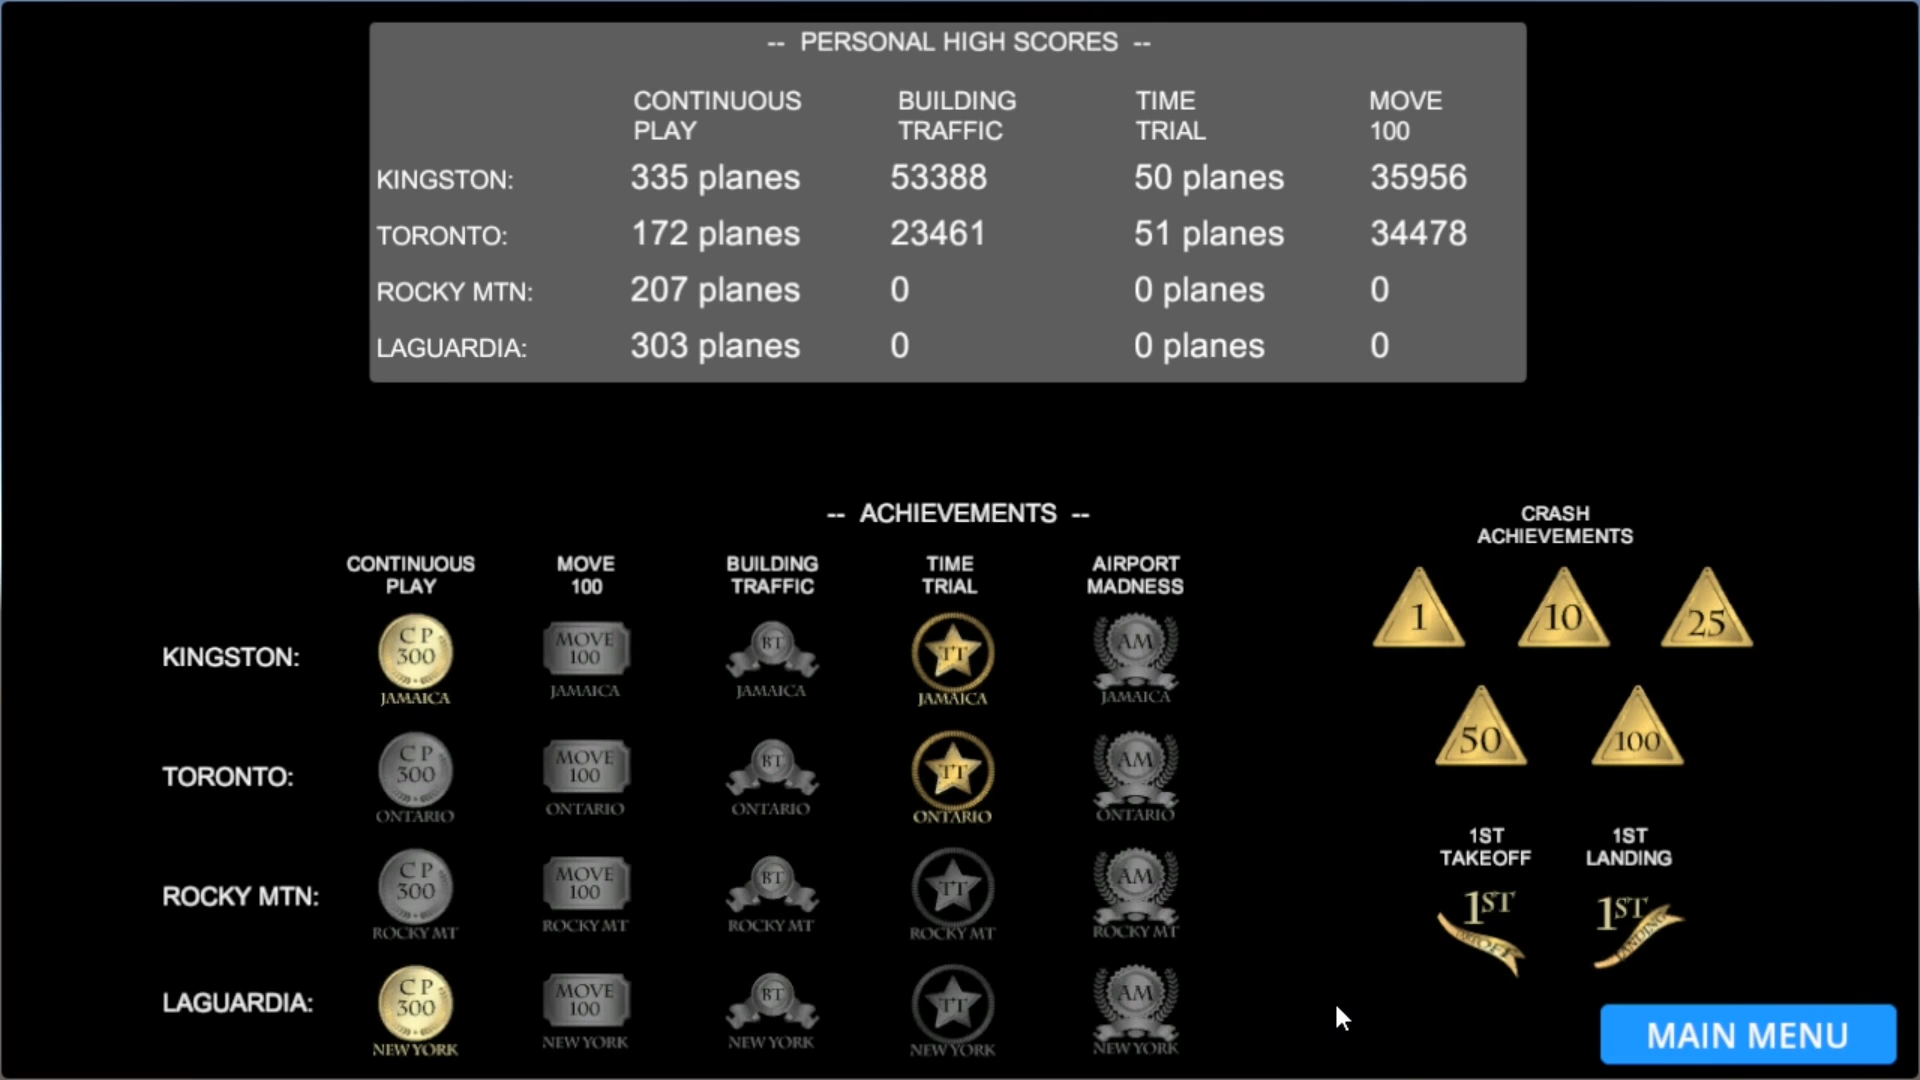 -- PERSONAL HIGH SCORES --
CONTINUOUS PLAY BUILDING TRAFFIC TIME TRIAL MOVE 100
KINGSTON: 335 planes 53388 50 planes 35956
TORONTO: 172 planes 23461 51 planes 34478
ROCKY MTN: 207 planes 0 0 planes 0
LAGUARDIA: 303 planes 0 0 planes 0
-- ACHIEVEMENTS --
CONTINUOUS PLAY MOVE 100 BUILDING TRAFFIC TIME TRIAL AIRPORT MADNESS
KINGSTON:
CP 300 MOVE 100 BT TT AM
JAMAICA JAMAICA JAMAICA JAMAICA JAMAICA
TORONTO:
CP 300 MOVE 100 BT TT AM
ONTARIO ONTARIO ONTARIO ONTARIO ONTARIO
ROCKY MTN:
CP 300 MOVE 100 BT TT AM
ROCKY MT ROCKY MT ROCKY MT ROCKY MT ROCKY MT
LAGUARDIA:
CP 300 MOVE 100 BT TT AM
NEW YORK NEW YORK NEW YORK NEW YORK NEW YORK
CRASH
ACHIEVEMENTS
1 10 25
50 100
1ST TAKEOFF 1ST LANDING
1ST 1ST
LANDING
MAIN MENU